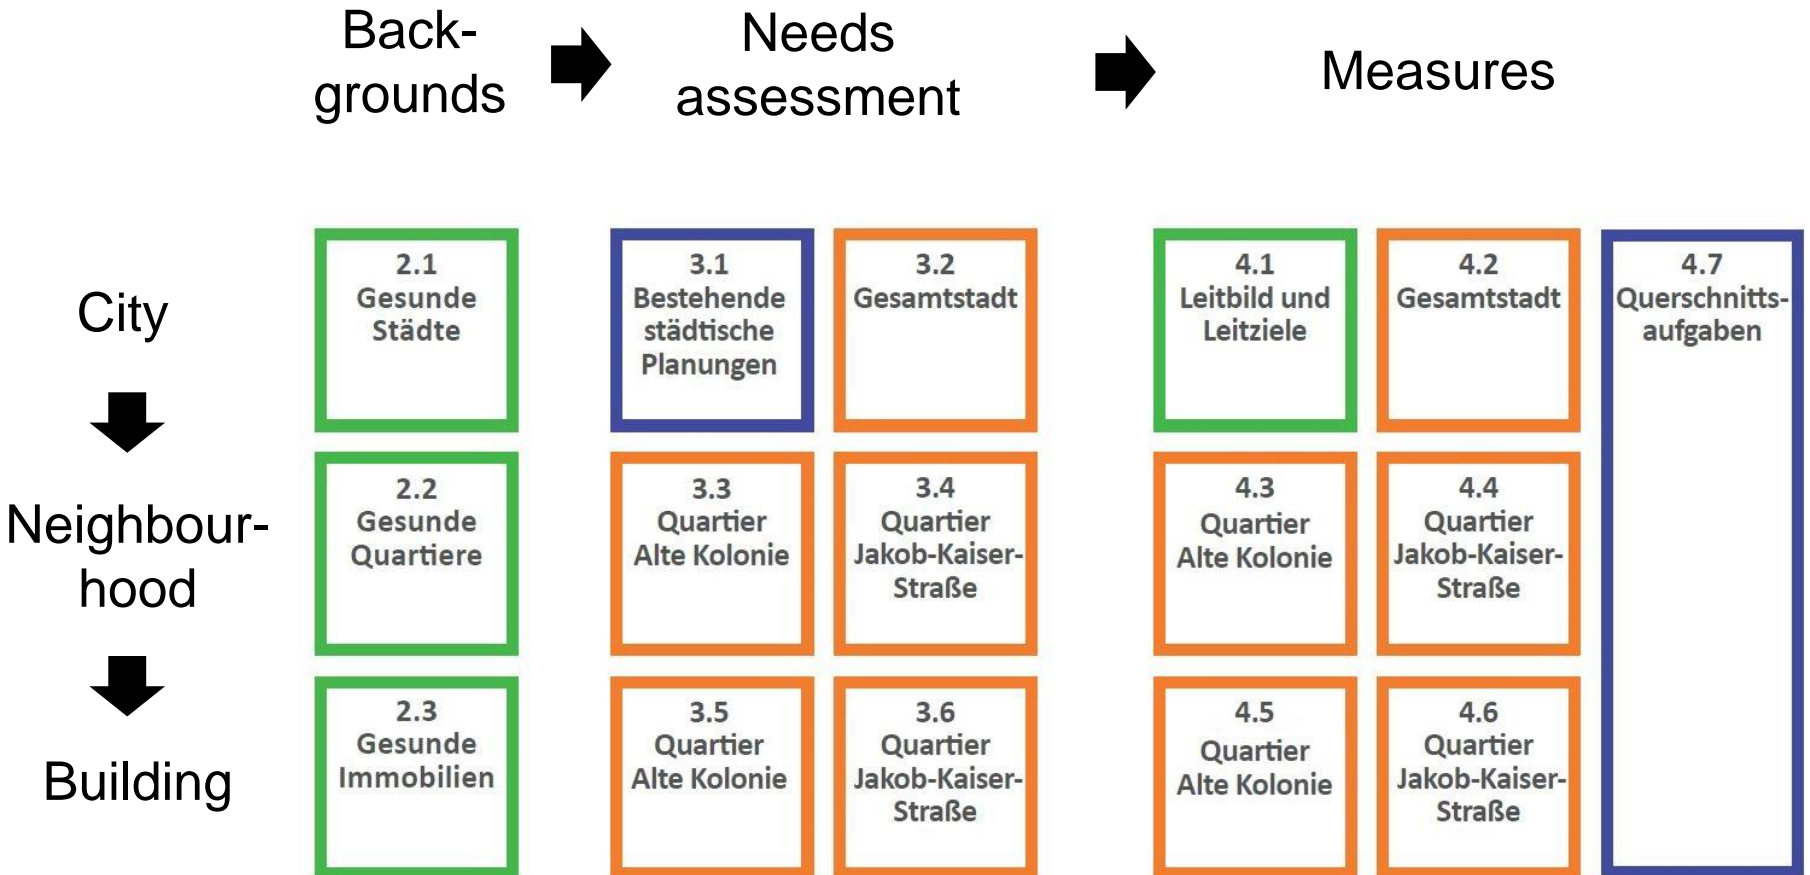 Back-
grounds
Needs
assessment
Measures
City
2.1
Gesunde
Städte
3.1
Bestehende
städtische
Planungen
3.2
Gesamtstadt
4.1
Leitbild und
Leitziele
4.2
Gesamtstadt
4.7
Querschnitts-
aufgaben
Neighbour-
hood
2.2
Gesunde
Quartiere
3.3
Quartier
Alte Kolonie
3.4
Quartier
Jakob-Kaiser-
Straße
4.3
Quartier
Alte Kolonie
4.4
Quartier
Jakob-Kaiser-
Straße
Building
2.3
Gesunde
Immobilien
3.5
Quartier
Alte Kolonie
3.6
Quartier
Jakob-Kaiser-
Straße
4.5
Quartier
Alte Kolonie
4.6
Quartier
Jakob-Kaiser-
Straße